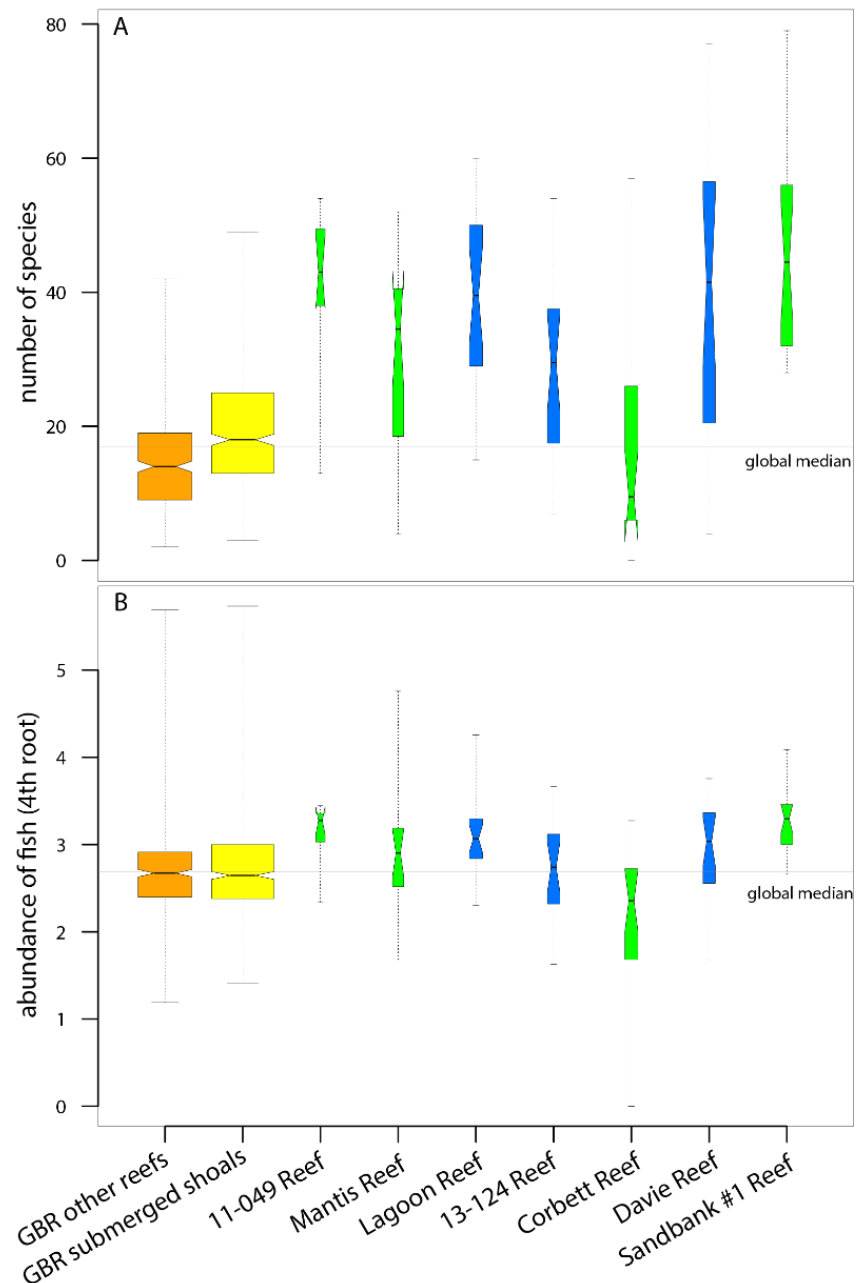 A
80
60
40
20
0
number of species
global median
B
5
4
3
2
1
0
abundance of fish (4th root)
global median
GBR other reefs
GBR submerged shoals
11-049 Reef
Mantis Reef
Lagoon Reef
13-124 Reef
Corbett Reef
Davie Reef
Sandbank #1 Reef